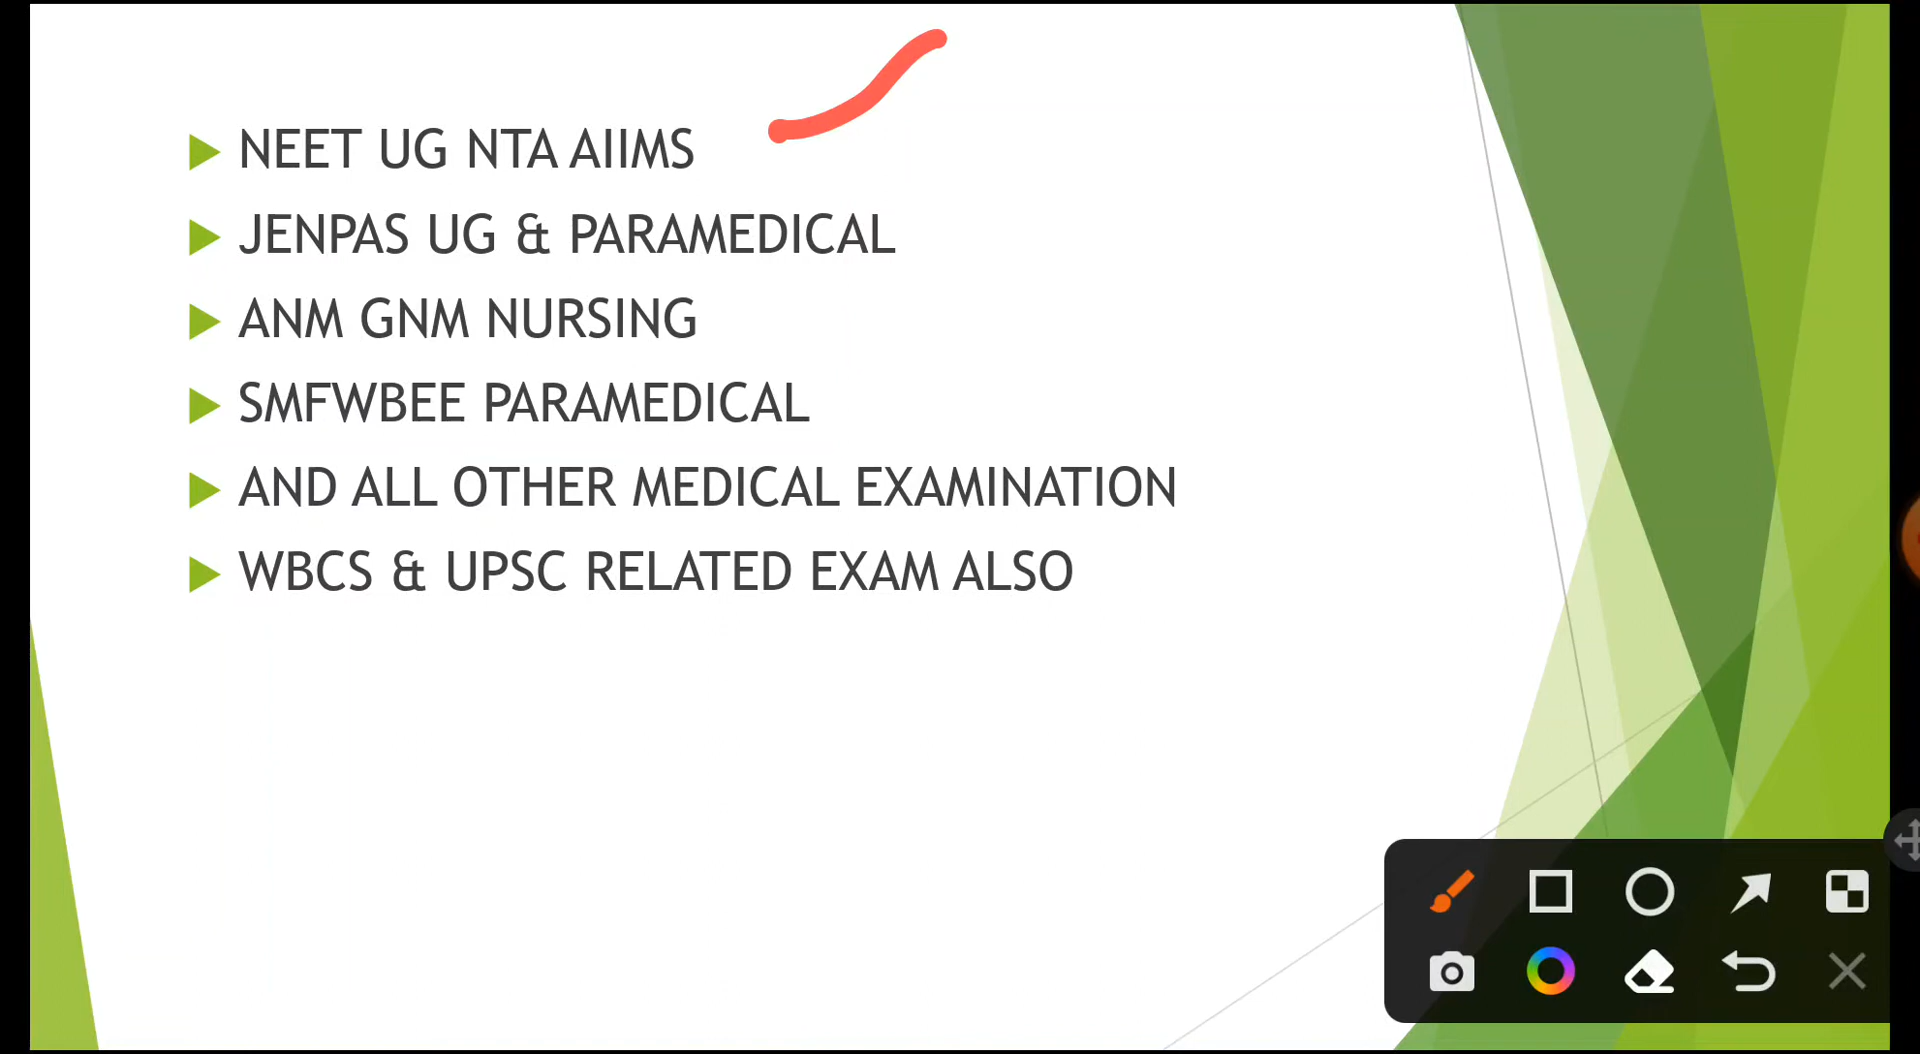 NEET UG NTA AIIMS
JENPAS UG & PARAMEDICAL
ANM GNM NURSING
SMFWBEE PARAMEDICAL
AND ALL OTHER MEDICAL EXAMINATION
WBCS & UPSC RELATED EXAM ALSO